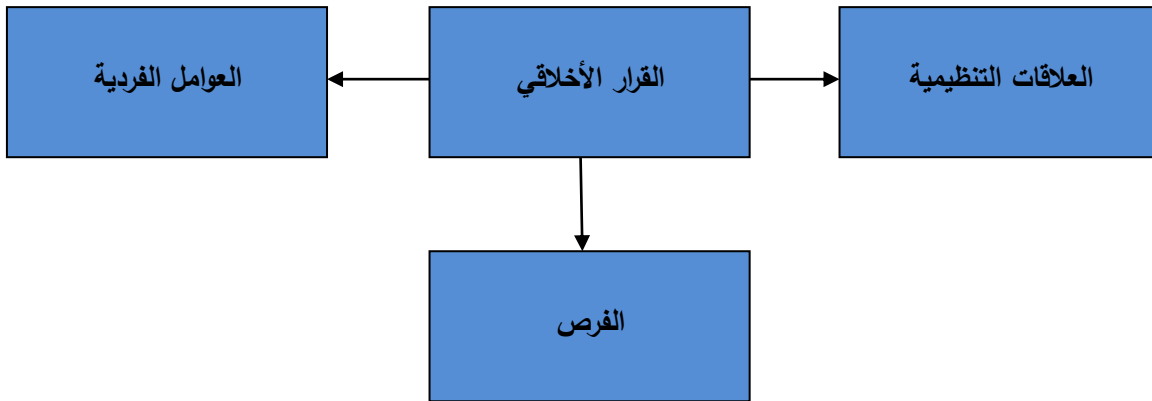 العلاقات التنظيمية
القرار الأخلاقي
العوامل الفردية
الفرص